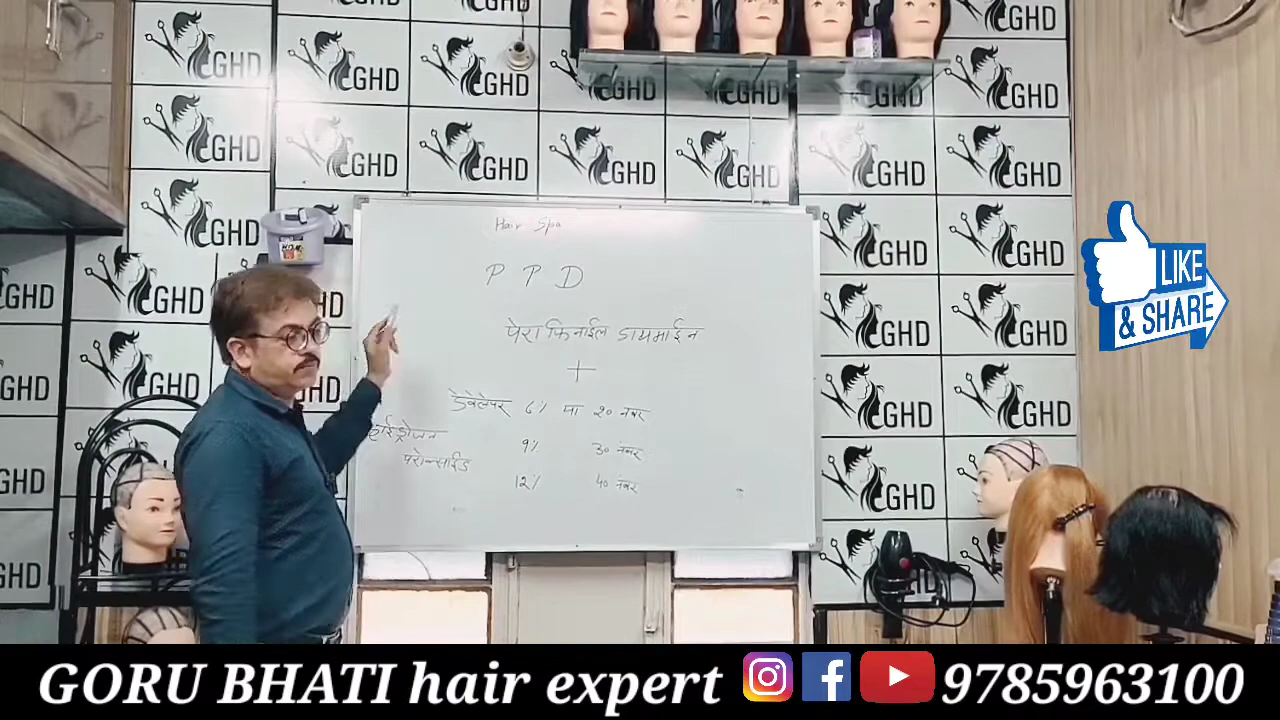 Hair Spa
P P D
पेरा फिनाईल डायमाईन
+
डेवेलेपर 6% या 20 नंबर
हाईड्रोजन
9% 30 नंबर
परोक्साईड
12% 40 नंबर
GHD
LIKE
& SHARE
GORU BHATI hair expert 9785963100